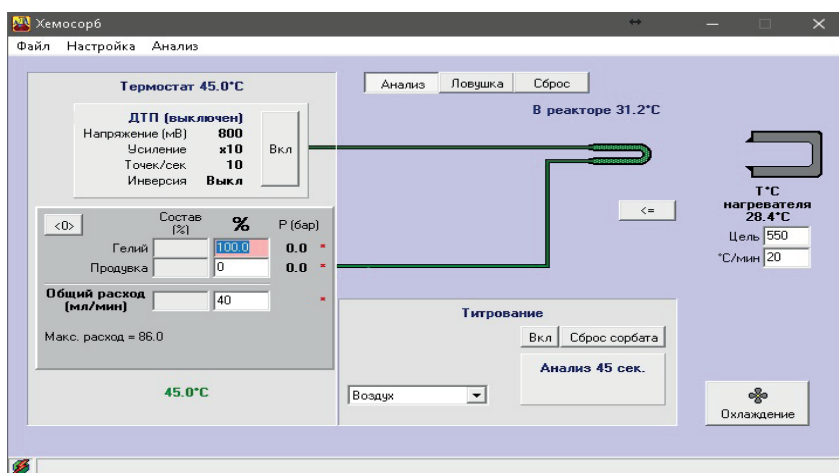 Хемосорб
Файл Настройка Анализ
Термостат 45.0°C
ДТП (выключен)
Напряжение (мВ) 800
Усиление x10
Точек/сек 10
Инверсия Выкл
Вкл
<0>
Состав (%)
%
P (бар)
Гелий 100.0 0.0 *
Продувка 0 0.0 *
Общий расход (мл/мин) 40 *
Макс. расход = 86.0
45.0°C
Анализ Ловушка Сброс
В реакторе 31.2°C
<=
T°C
нагревателя
28.4°C
Цель 550
°C/мин 20
Титрование
Вкл Сброс сорбата
Анализ 45 сек.
Воздух
Охлаждение